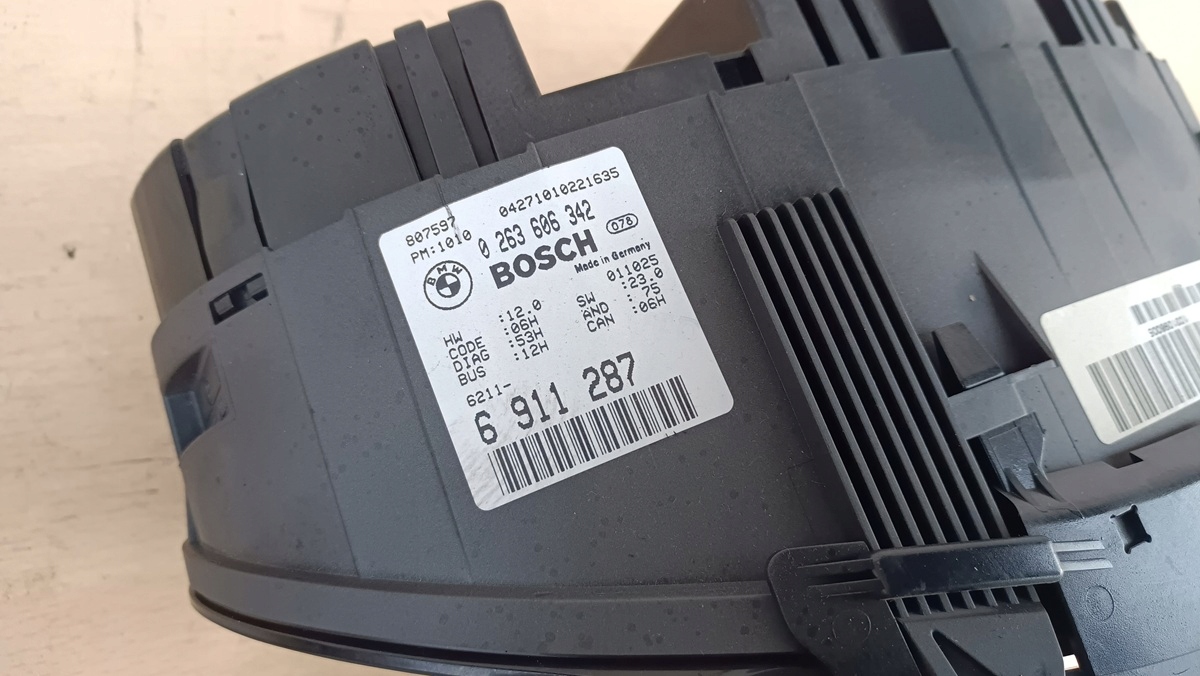 807597 04271010221635
PM:1010 0 263 606 342
BMW BOSCH 078
Made in Germany
011025
HW :12.0 SW :23.0
CODE :06H AND :75
DIAG :53H CAN :06H
BUS :12H
6211-
6 911 287